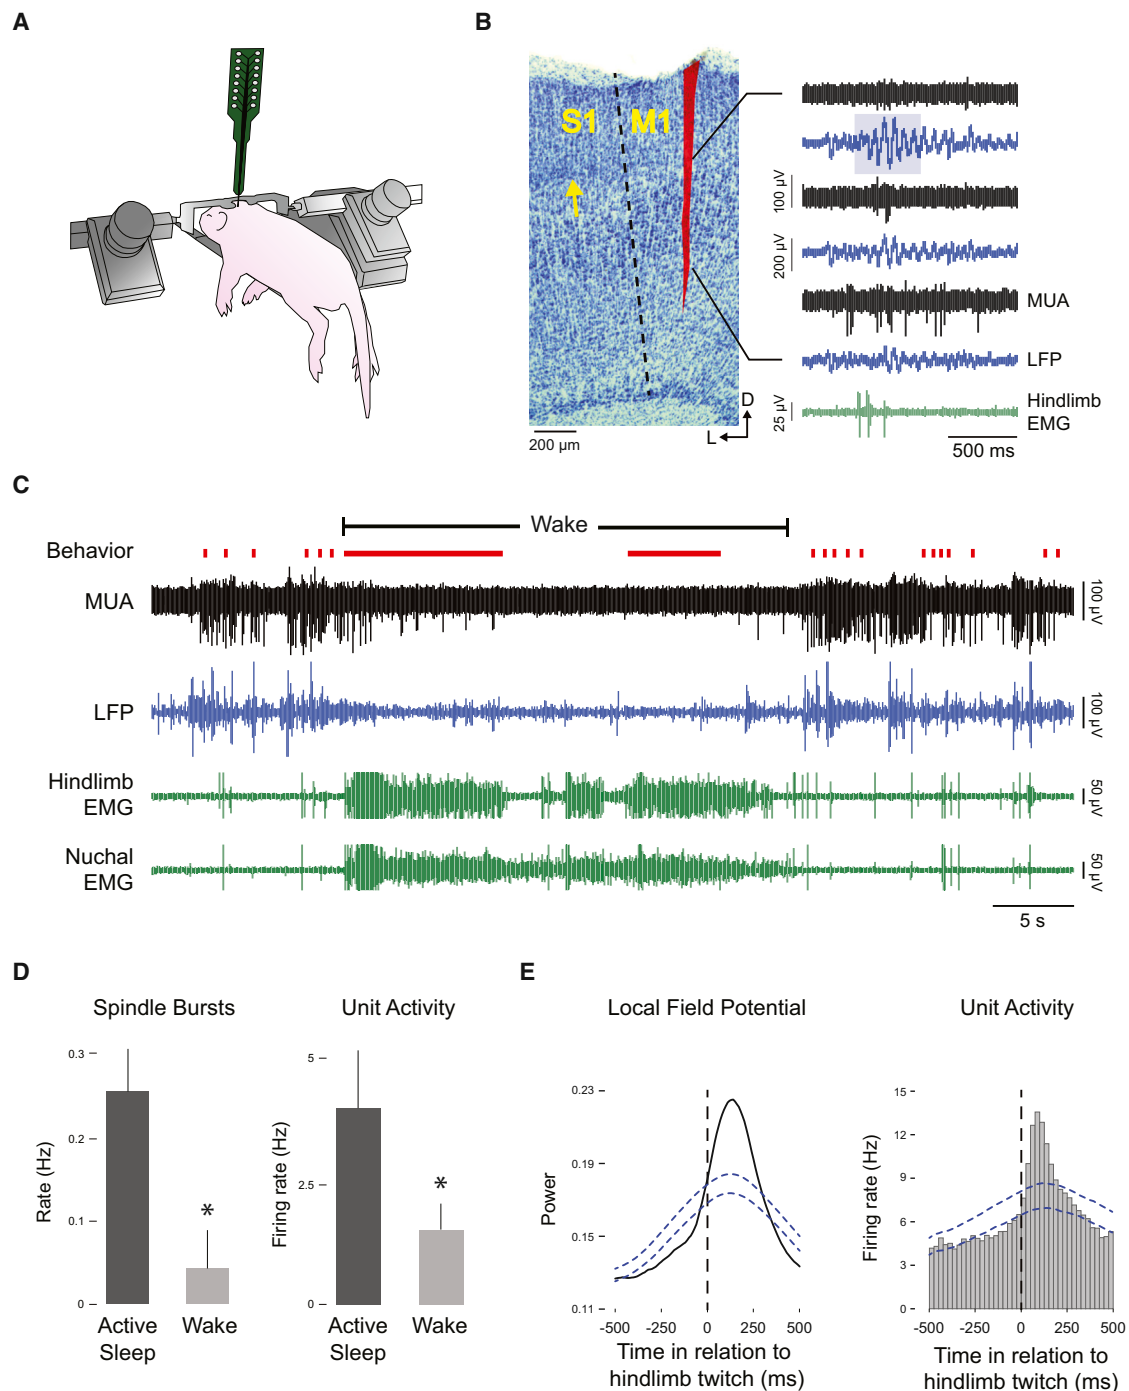 A
B
S1
M1
100 µV
200 µV
MUA
LFP
25 µV
Hindlimb
EMG
500 ms
200 µm
D
L
C
Wake
Behavior
MUA
100 µV
LFP
100 µV
Hindlimb
EMG
50 µV
Nuchal
EMG
50 µV
5 s
D
Spindle Bursts
Unit Activity
Rate (Hz)
0.3
0.2
0.1
0
*
Active
Sleep
Wake
Firing rate (Hz)
5
2.5
0
*
Active
Sleep
Wake
E
Local Field Potential
Unit Activity
Power
0.23
0.19
0.15
0.11
-500 -250 0 250 500
Time in relation to
hindlimb twitch (ms)
Firing rate (Hz)
15
12
9
6
3
0
-500 -250 0 250 500
Time in relation to
hindlimb twitch (ms)